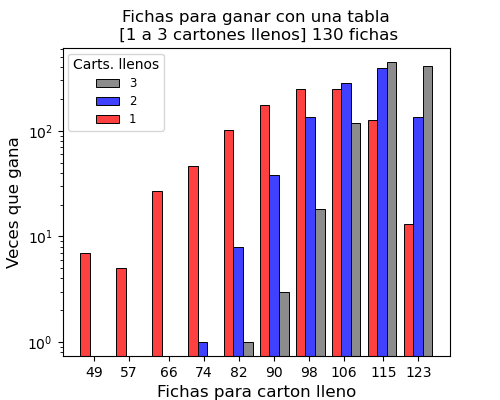 Fichas para ganar con una tabla
[1 a 3 cartones llenos] 130 fichas
Carts. llenos
3
2
1
Veces que gana
10²
10¹
10⁰
49 57 66 74 82 90 98 106 115 123
Fichas para carton lleno